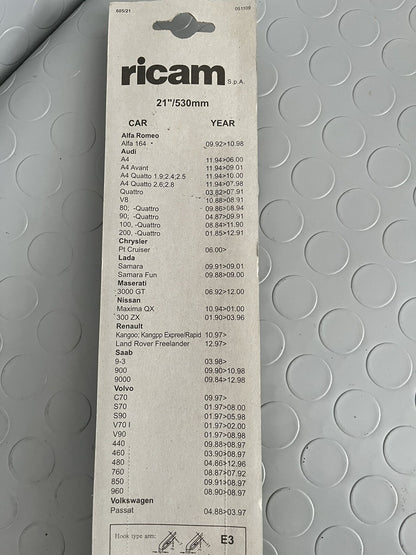 605/21 051109
ricam S.p.A.
21"/530mm
CAR YEAR
Alfa Romeo
Alfa 164 09.92>10.98
Audi
A4 11.94>06.00
A4 Avant 11.94>09.01
A4 Quatto 1.9;2.4;2.5 11.94>10.00
A4 Quatto 2.6;2.8 11.94>07.98
Quattro 03.82>07.91
V8 10.88>08.91
80; -Quattro 09.86>08.94
90; -Quattro 04.87>09.91
100, -Quattro 08.84>11.90
200, -Quattro 01.85>12.91
Chrysler
Pt Cruiser 06.00>
Lada
Samara 09.91>09.01
Samara Fun 09.88>09.00
Maserati
3000 GT 06.92>12.00
Nissan
Maxima QX 10.94>01.00
300 ZX 01.90>03.96
Renault
Kangoo; Kangpp Expree/Rapid 10.97>
Land Rover Freelander 12.97>
Saab
9-3 03.98>
900 09.90>10.98
9000 09.84>12.98
Volvo
C70 09.97>
S70 01.97>08.00
S90 01.97>05.98
V70 I 01.97>02.00
V90 01.97>08.98
440 09.88>08.97
460 03.90>08.97
480 04.86>12.96
760 08.87>07.92
850 09.91>08.97
960 08.90>08.97
Volkswagen
Passat 04.88>03.97
Hook type arm: E3